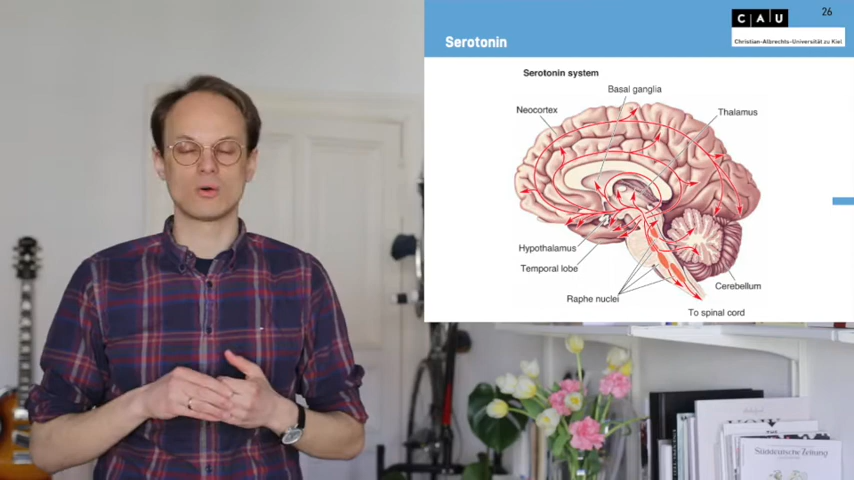 26
CAU
Christian-Albrechts-Universität zu Kiel
Serotonin
Serotonin system
Basal ganglia
Neocortex
Thalamus
Hypothalamus
Temporal lobe
Raphe nuclei
Cerebellum
To spinal cord
Süddeutsche Zeitung